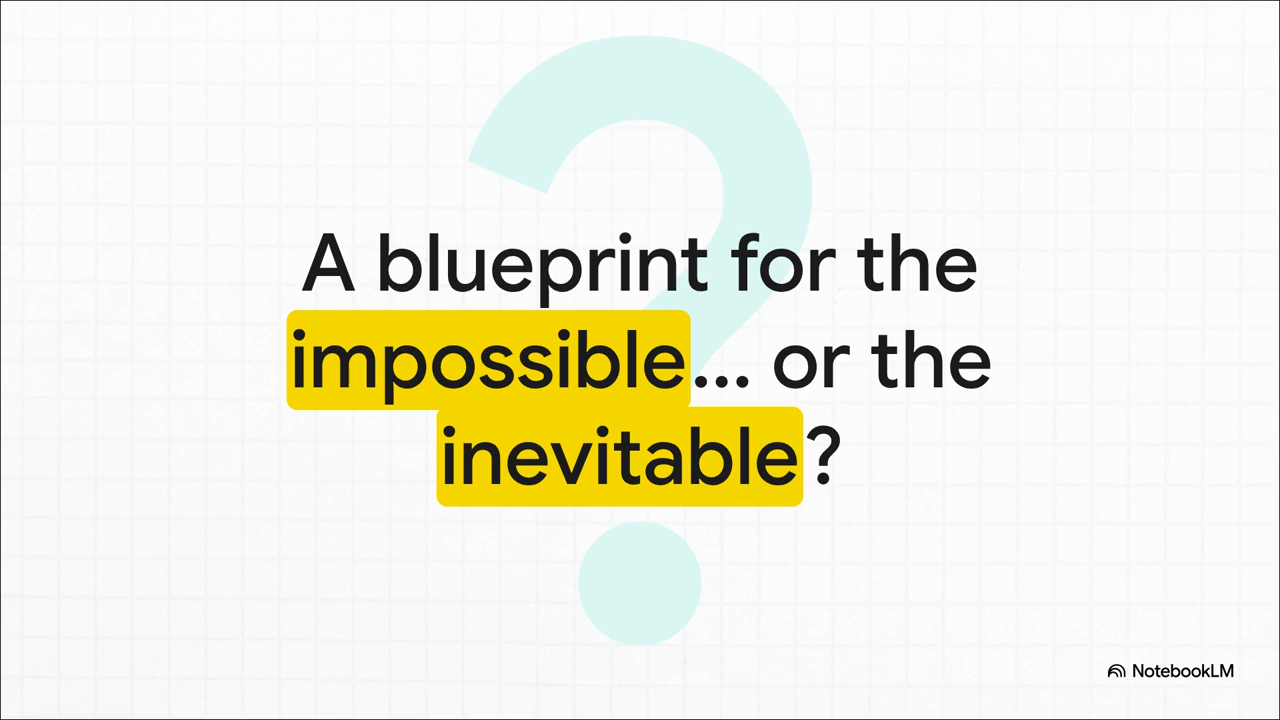 A blueprint for the
impossible... or the
inevitable?
NotebookLM